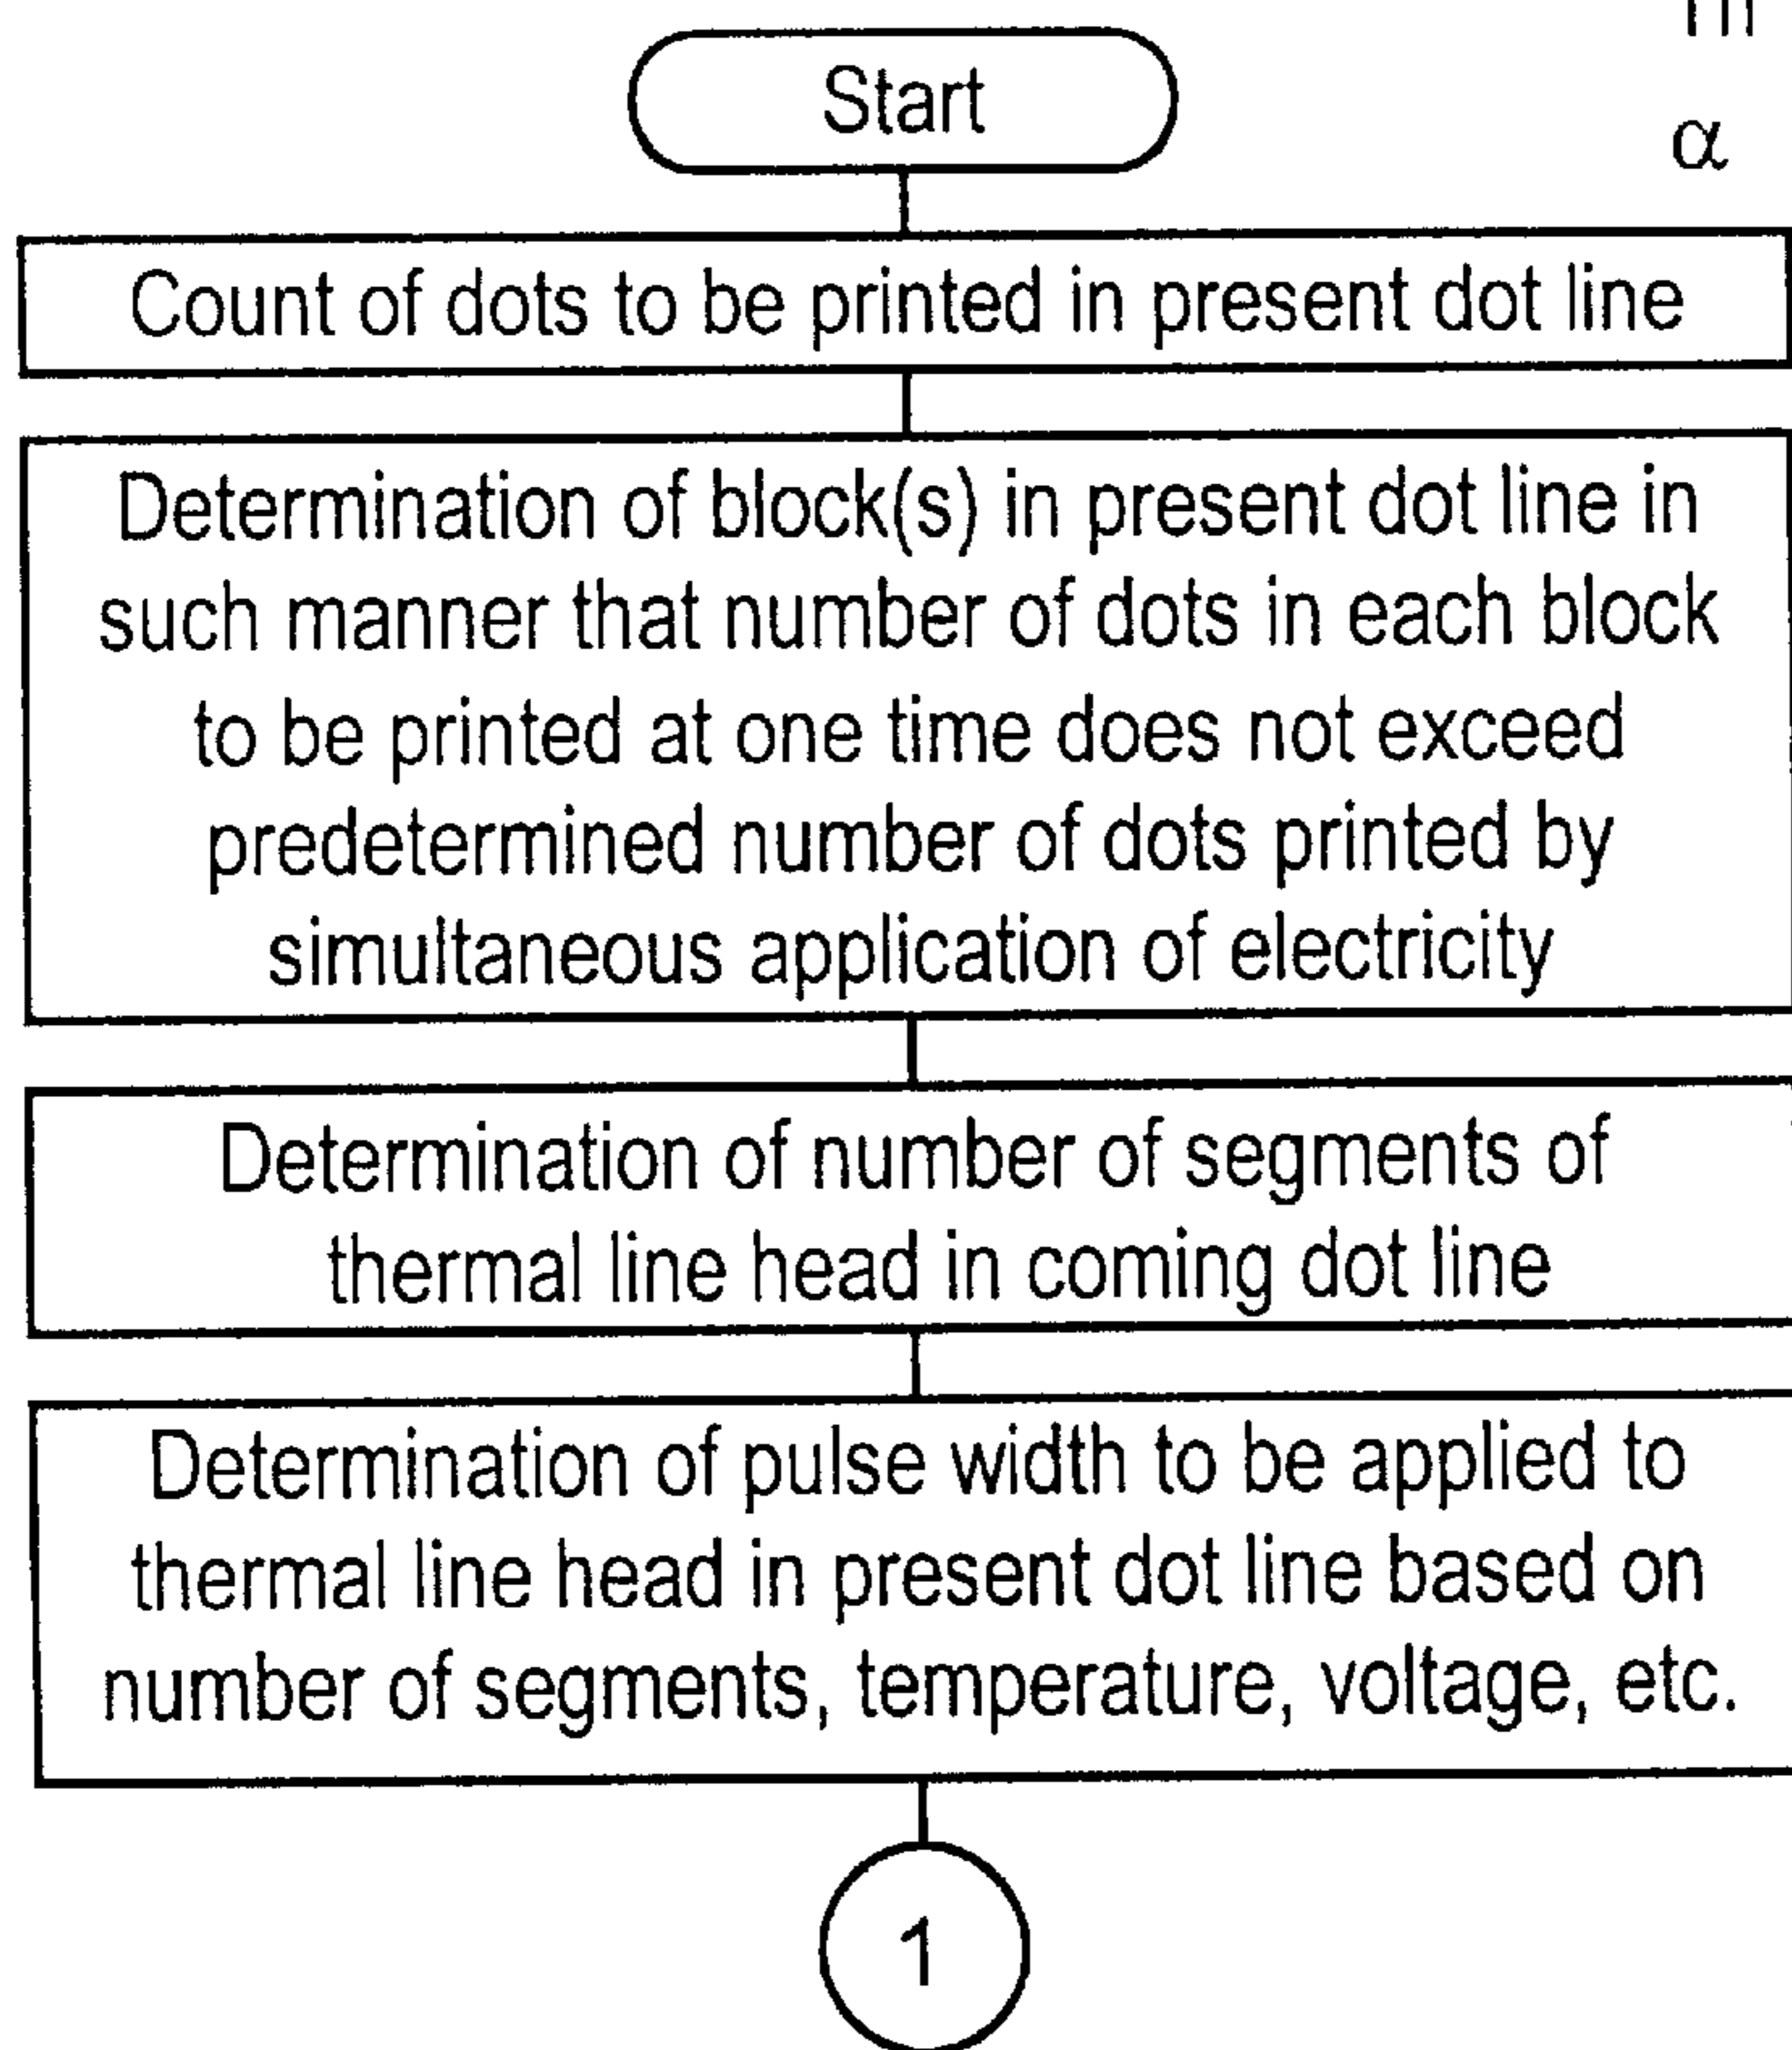 Start
α
Count of dots to be printed in present dot line
Determination of block(s) in present dot line in
such manner that number of dots in each block
to be printed at one time does not exceed
predetermined number of dots printed by
simultaneous application of electricity
Determination of number of segments of
thermal line head in coming dot line
Determination of pulse width to be applied to
thermal line head in present dot line based on
number of segments, temperature, voltage, etc.
1